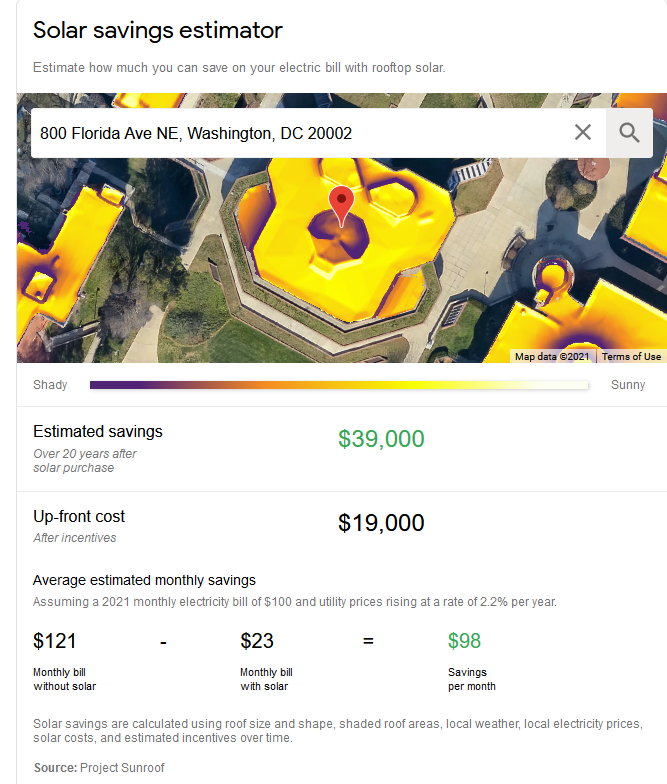 Solar savings estimator
Estimate how much you can save on your electric bill with rooftop solar.
800 Florida Ave NE, Washington, DC 20002
Map data ©2021 Terms of Use
Shady Sunny
Estimated savings $39,000
Over 20 years after
solar purchase
Up-front cost $19,000
After incentives
Average estimated monthly savings
Assuming a 2021 monthly electricity bill of $100 and utility prices rising at a rate of 2.2% per year.
$121 - $23 = $98
Monthly bill Monthly bill Savings
without solar with solar per month
Solar savings are calculated using roof size and shape, shaded roof areas, local weather, local electricity prices,
solar costs, and estimated incentives over time.
Source: Project Sunroof